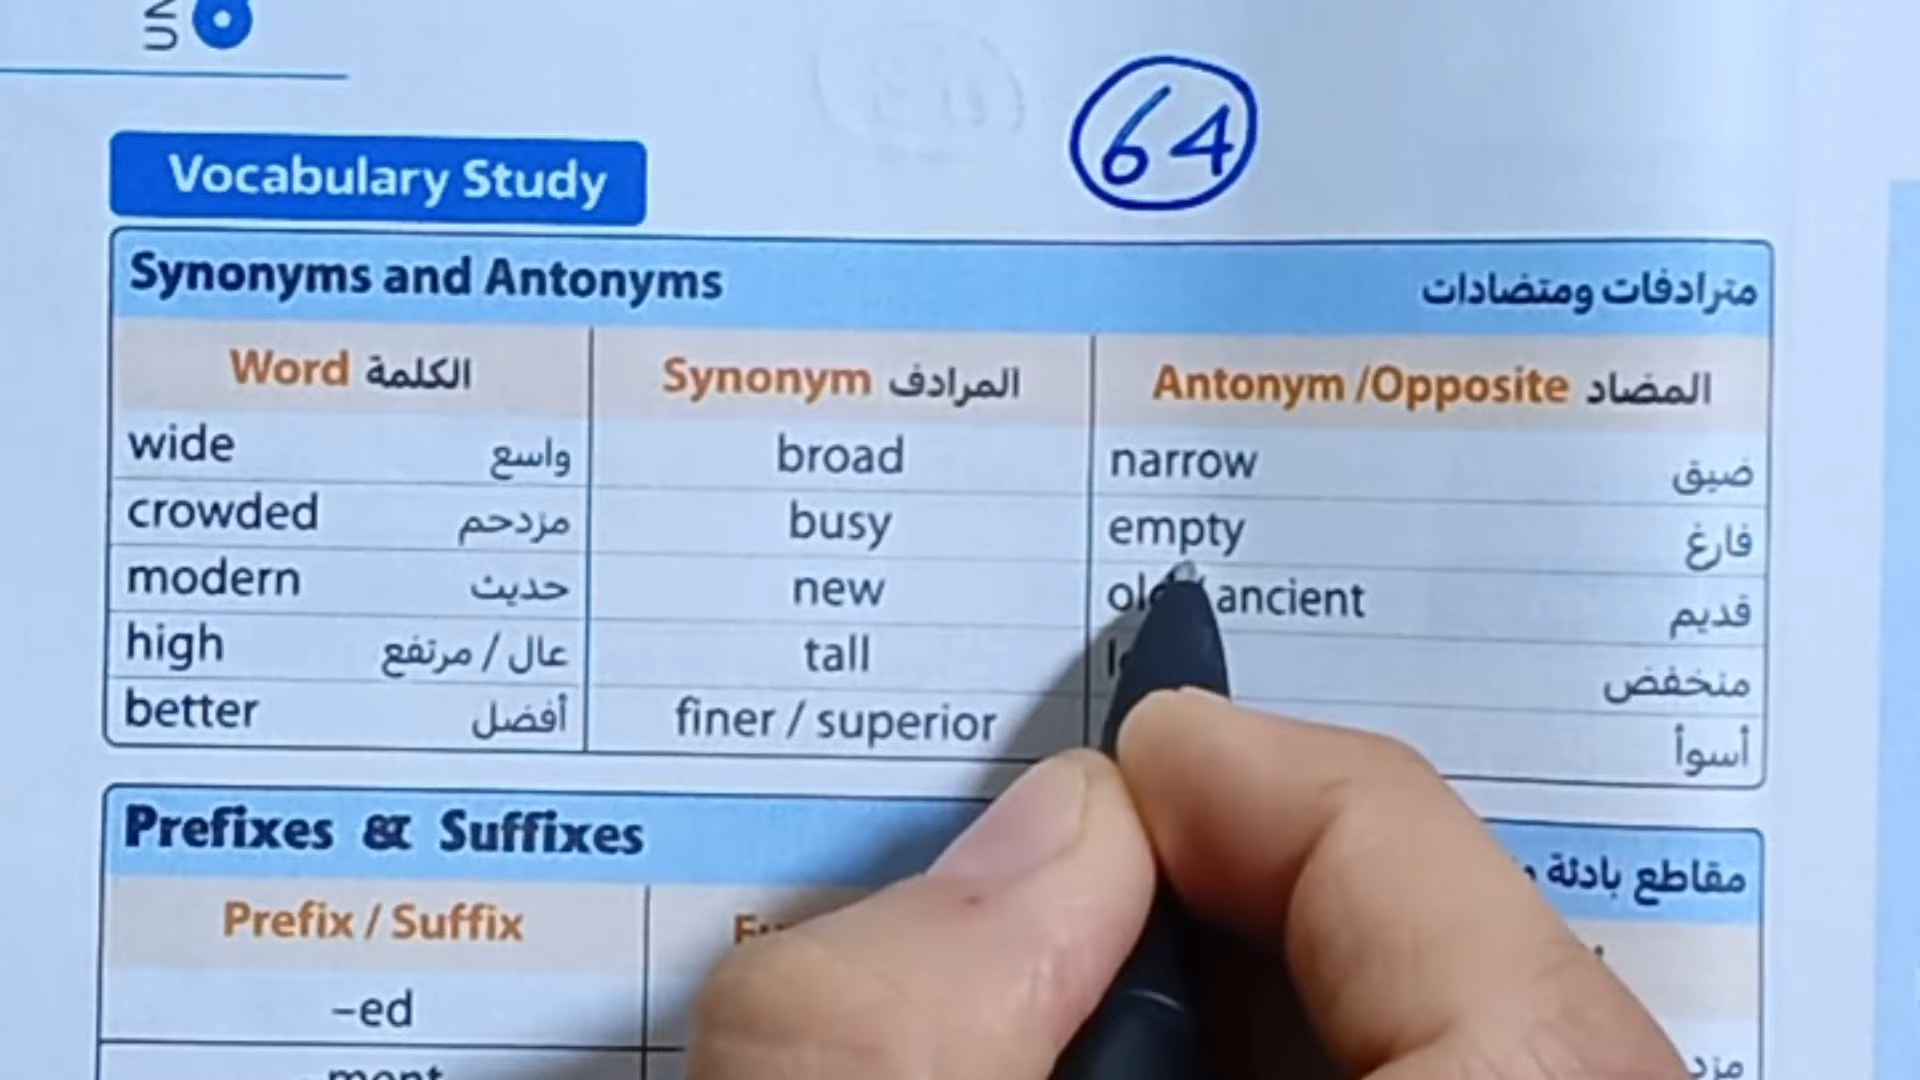 64
Vocabulary Study
Synonyms and Antonyms مترادفات ومتضادات
Word الكلمة Synonym المرادف Antonym /Opposite المضاد
wide واسع broad narrow ضيق
crowded مزدحم busy empty فارغ
modern حديث new ancient قديم
high عال / مرتفع tall منخفض
better أفضل finer / superior أسوأ
Prefixes & Suffixes مقاطع بادئة
Prefix / Suffix
–ed